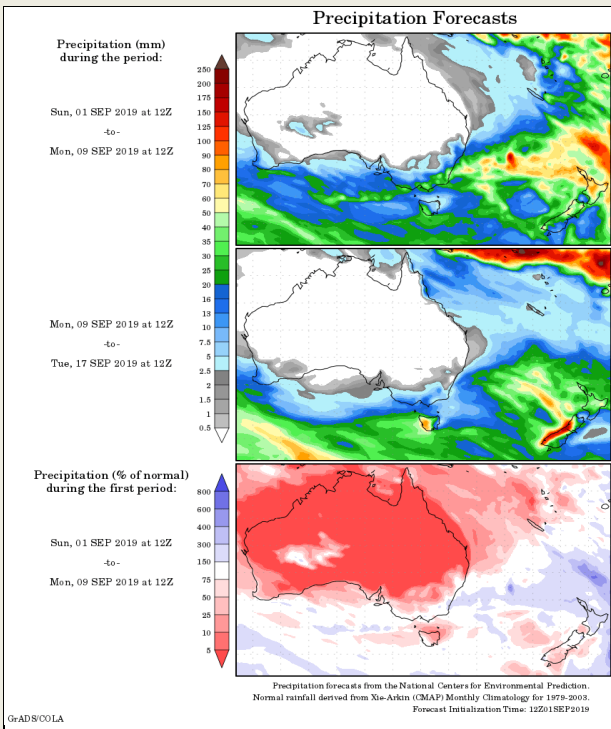 Precipitation Forecasts
Precipitation (mm)
during the period:
Sun, 01 SEP 2019 at 12Z
-to-
Mon, 09 SEP 2019 at 12Z
250
200
175
150
125
100
90
80
70
60
50
40
35
30
25
20
16
13
10
7.5
5
2.5
2
1.5
1
0.5
Mon, 09 SEP 2019 at 12Z
-to-
Tue, 17 SEP 2019 at 12Z
Precipitation (% of normal)
during the first period:
Sun, 01 SEP 2019 at 12Z
-to-
Mon, 09 SEP 2019 at 12Z
800
600
400
300
150
75
50
25
10
5
Precipitation forecasts from the National Centers for Environmental Prediction.
Normal rainfall derived from Xie-Arkin (CMAP) Monthly Climatology for 1979-2003.
Forecast Initialization Time: 12Z01SEP2019
GrADS/COLA